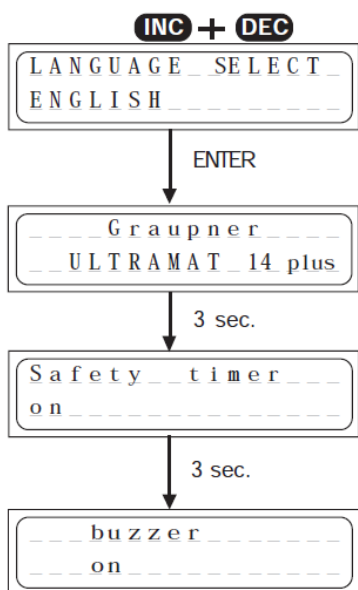 INC + DEC
LANGUAGE SELECT
ENGLISH
ENTER
Graupner
ULTRAMAT 14 plus
3 sec.
Safety timer
on
3 sec.
buzzer
on